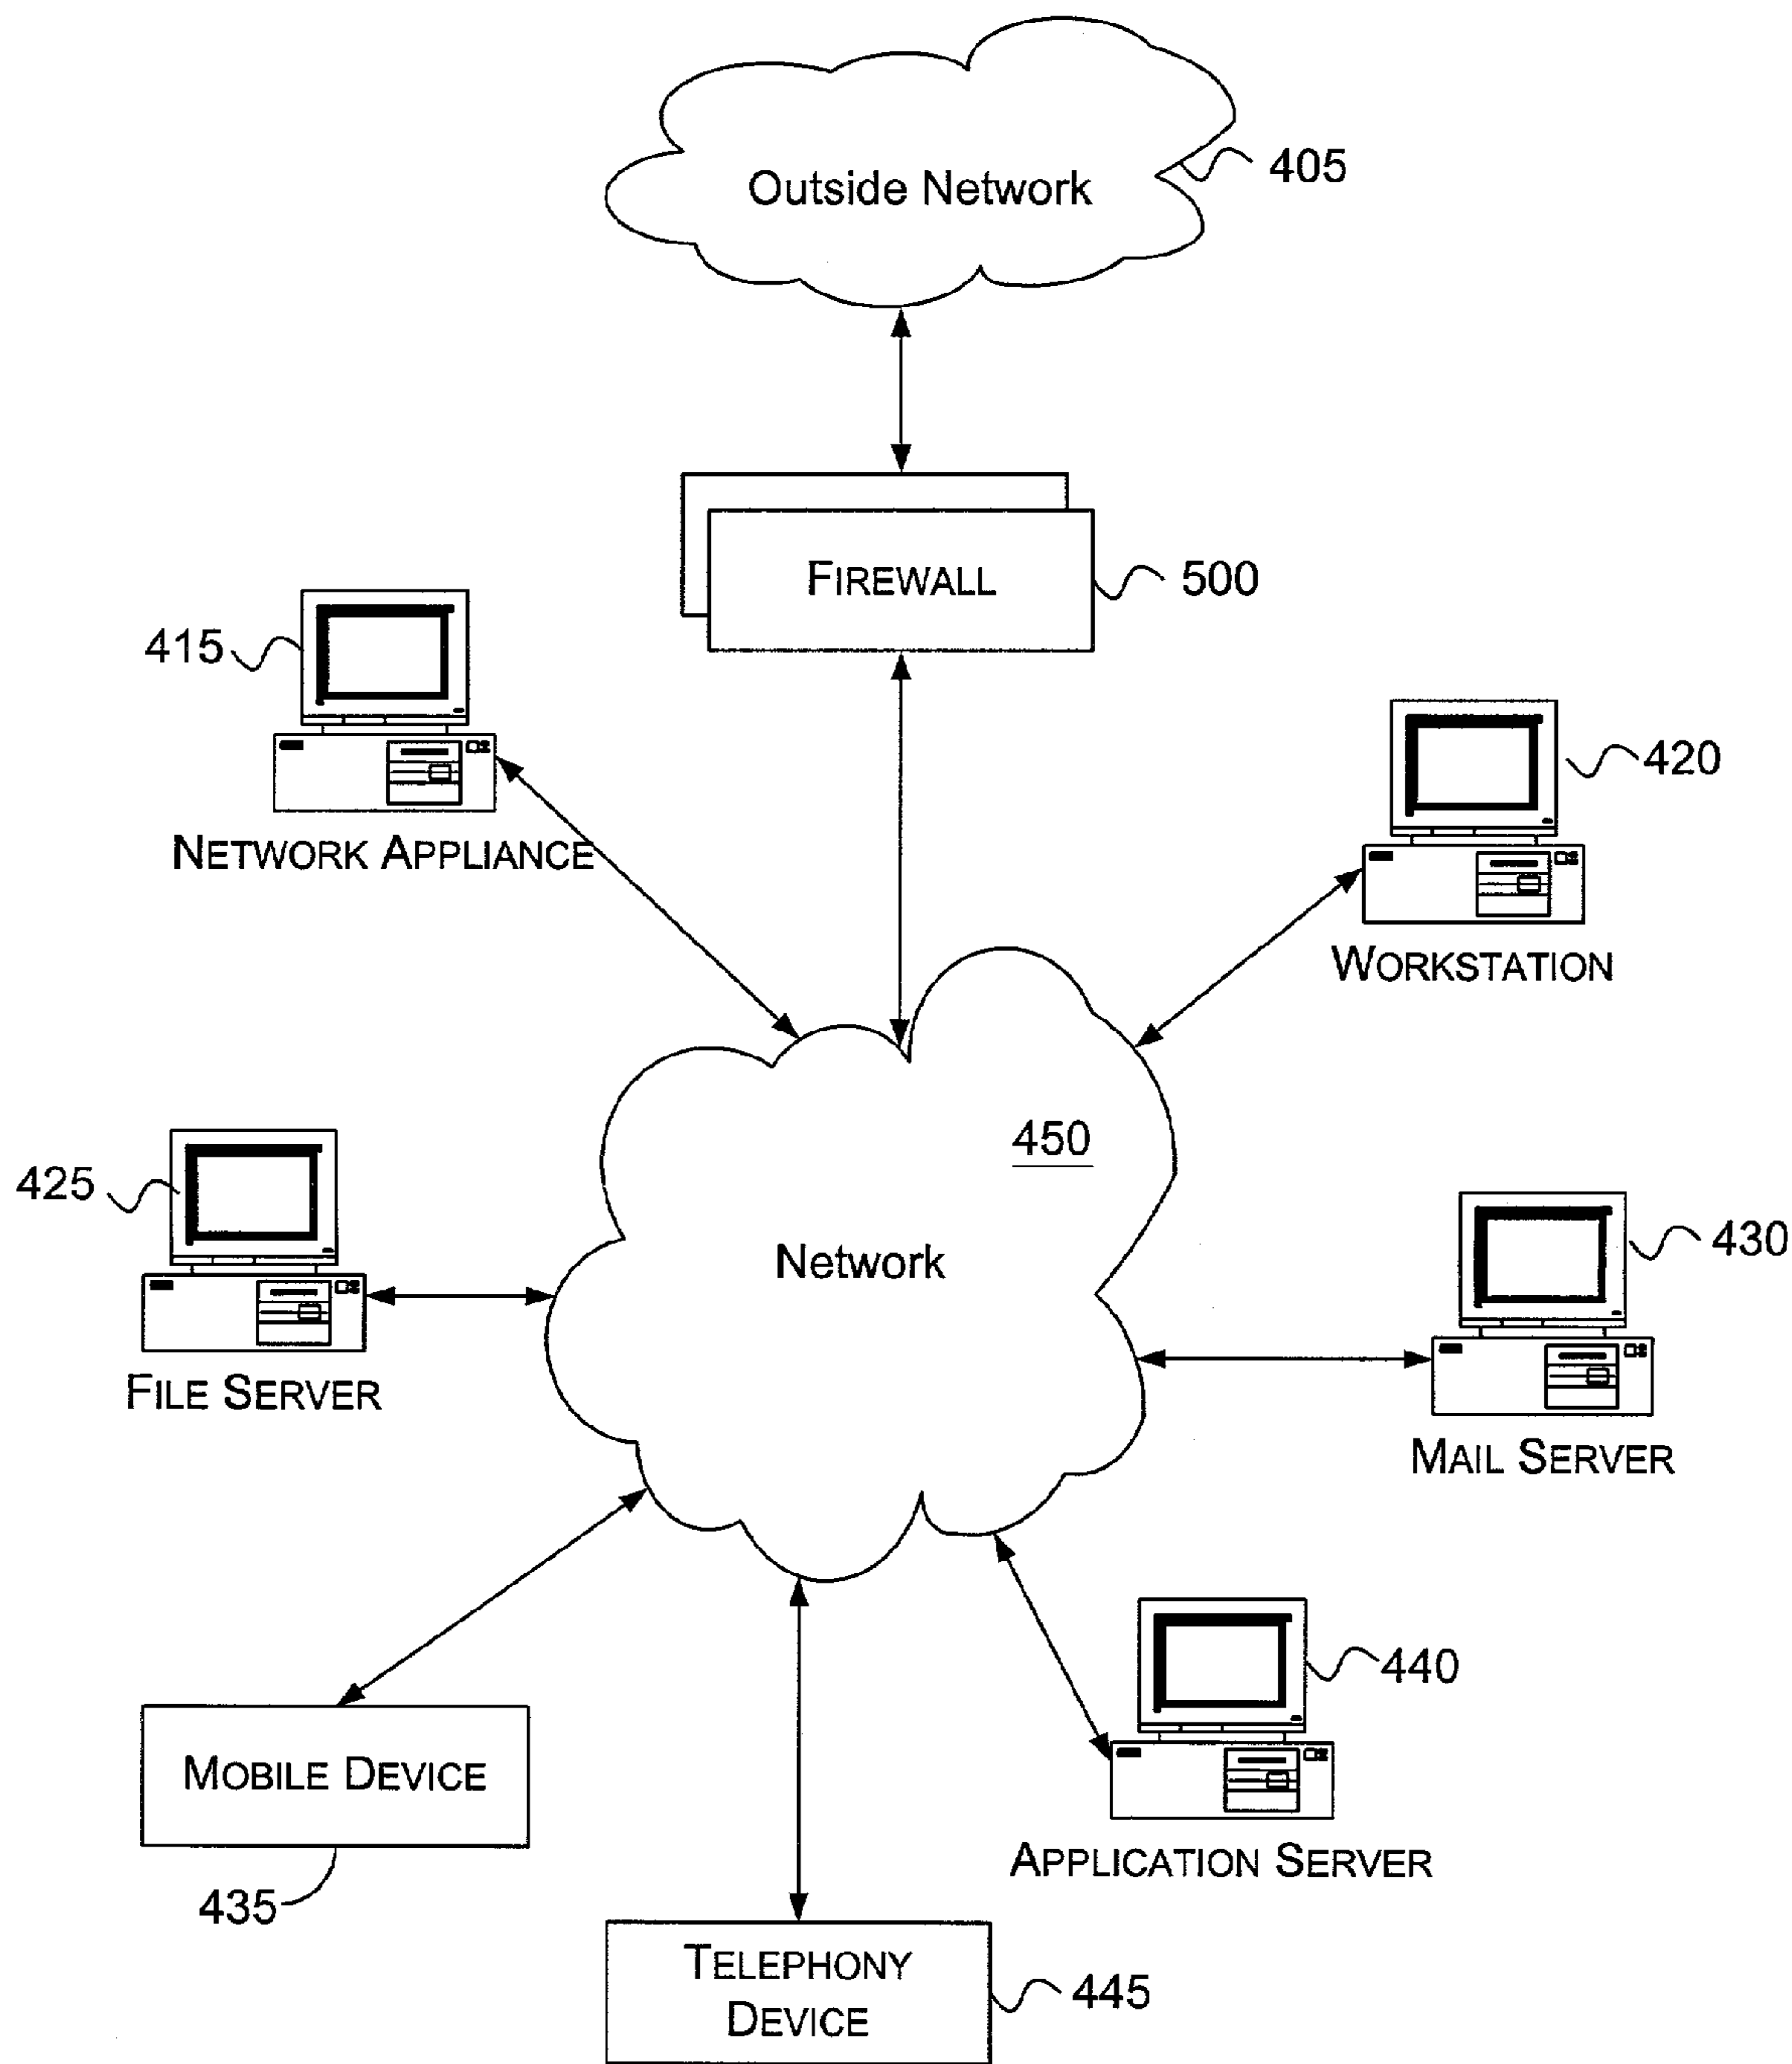 Outside Network
405
FIREWALL
500
415
NETWORK APPLIANCE
420
WORKSTATION
450
Network
425
FILE SERVER
430
MAIL SERVER
440
APPLICATION SERVER
MOBILE DEVICE
435
TELEPHONY
DEVICE
445